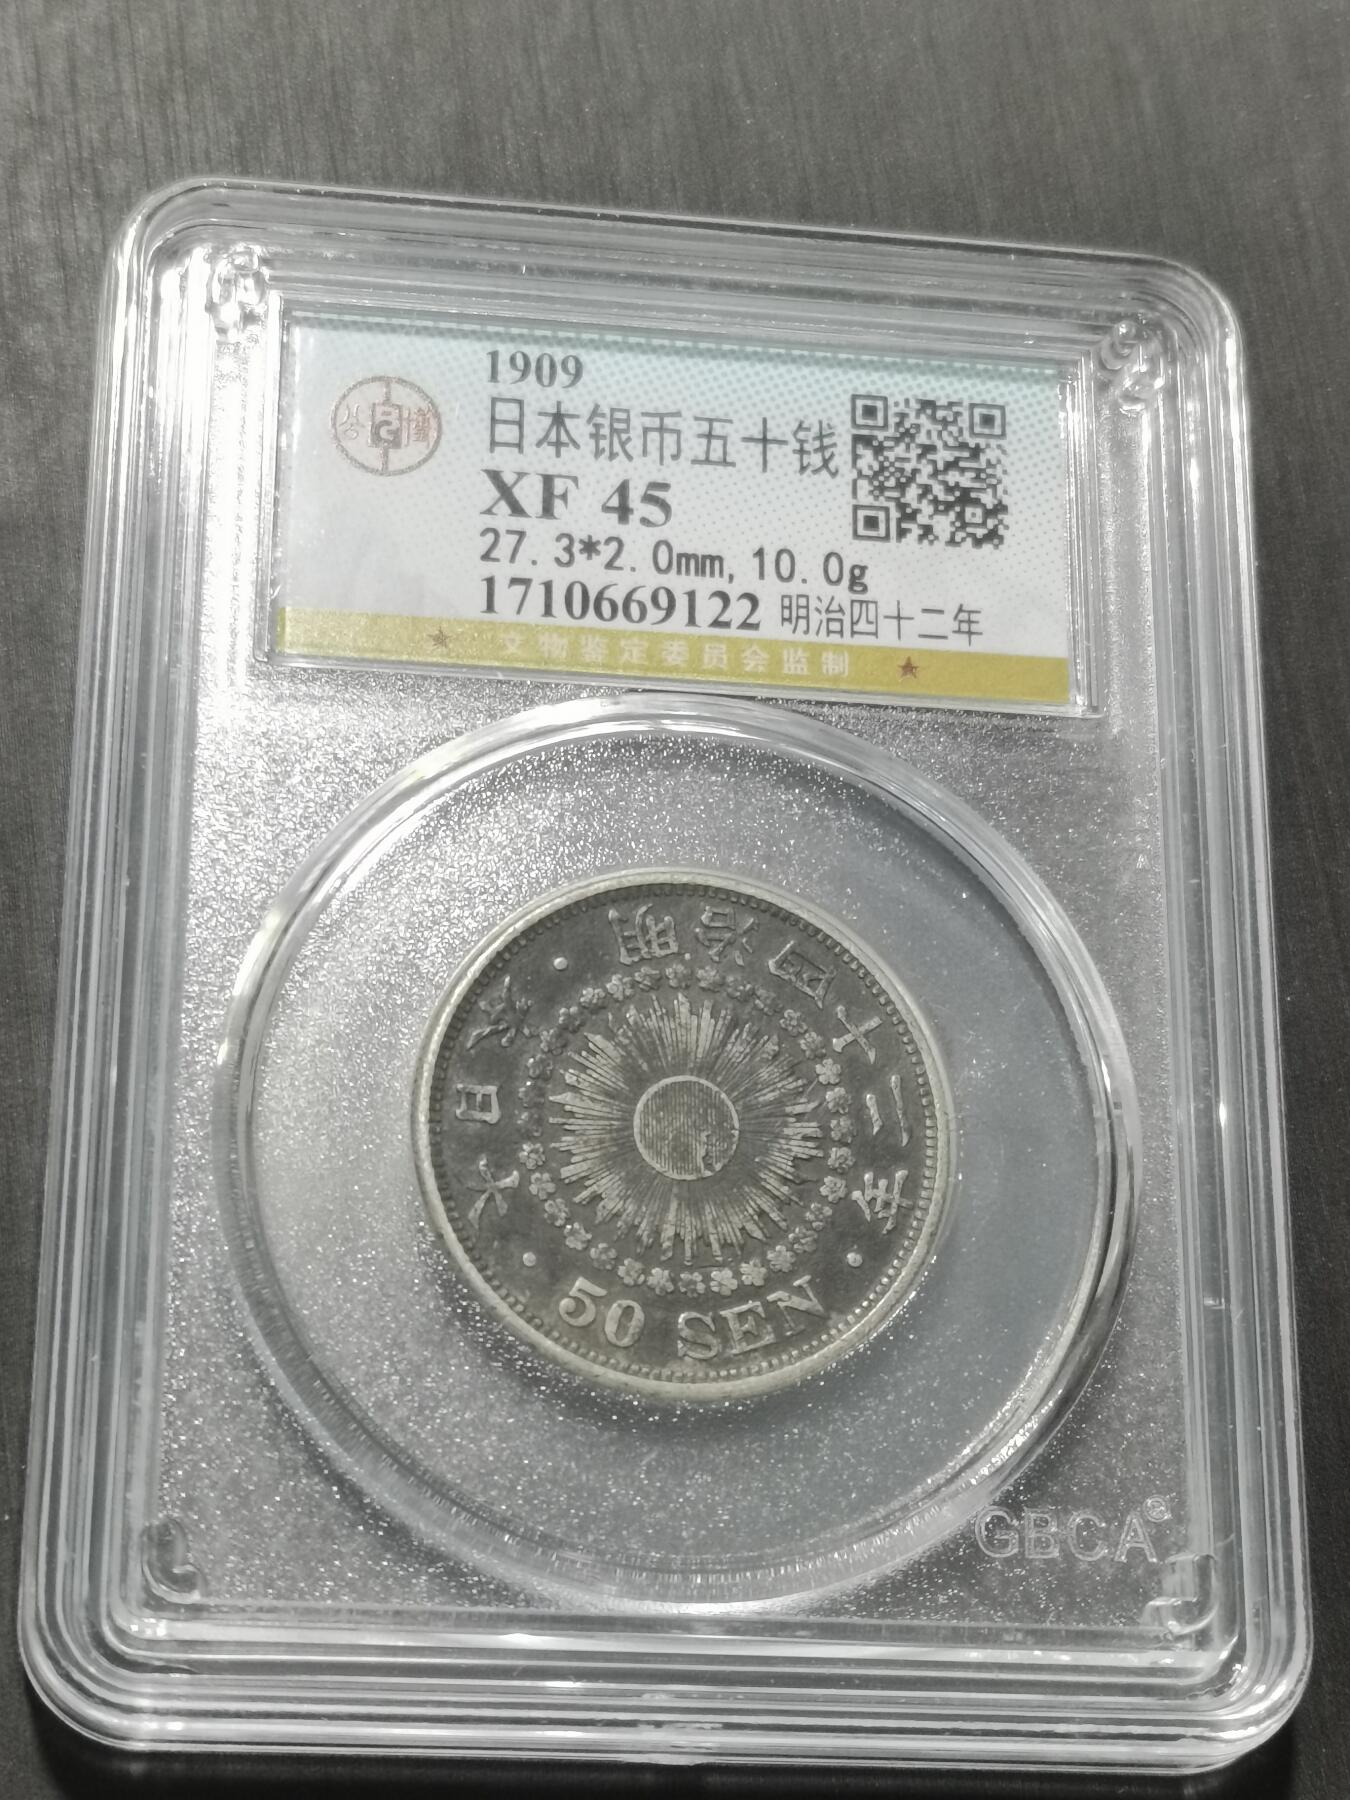 1909
日本银币五十钱
XF 45
27.3*2.0mm,10.0g
1710669122 明治四十二年
文物鉴定委员会监制
明治四十二年
大日本
50 SEN
GBCA®